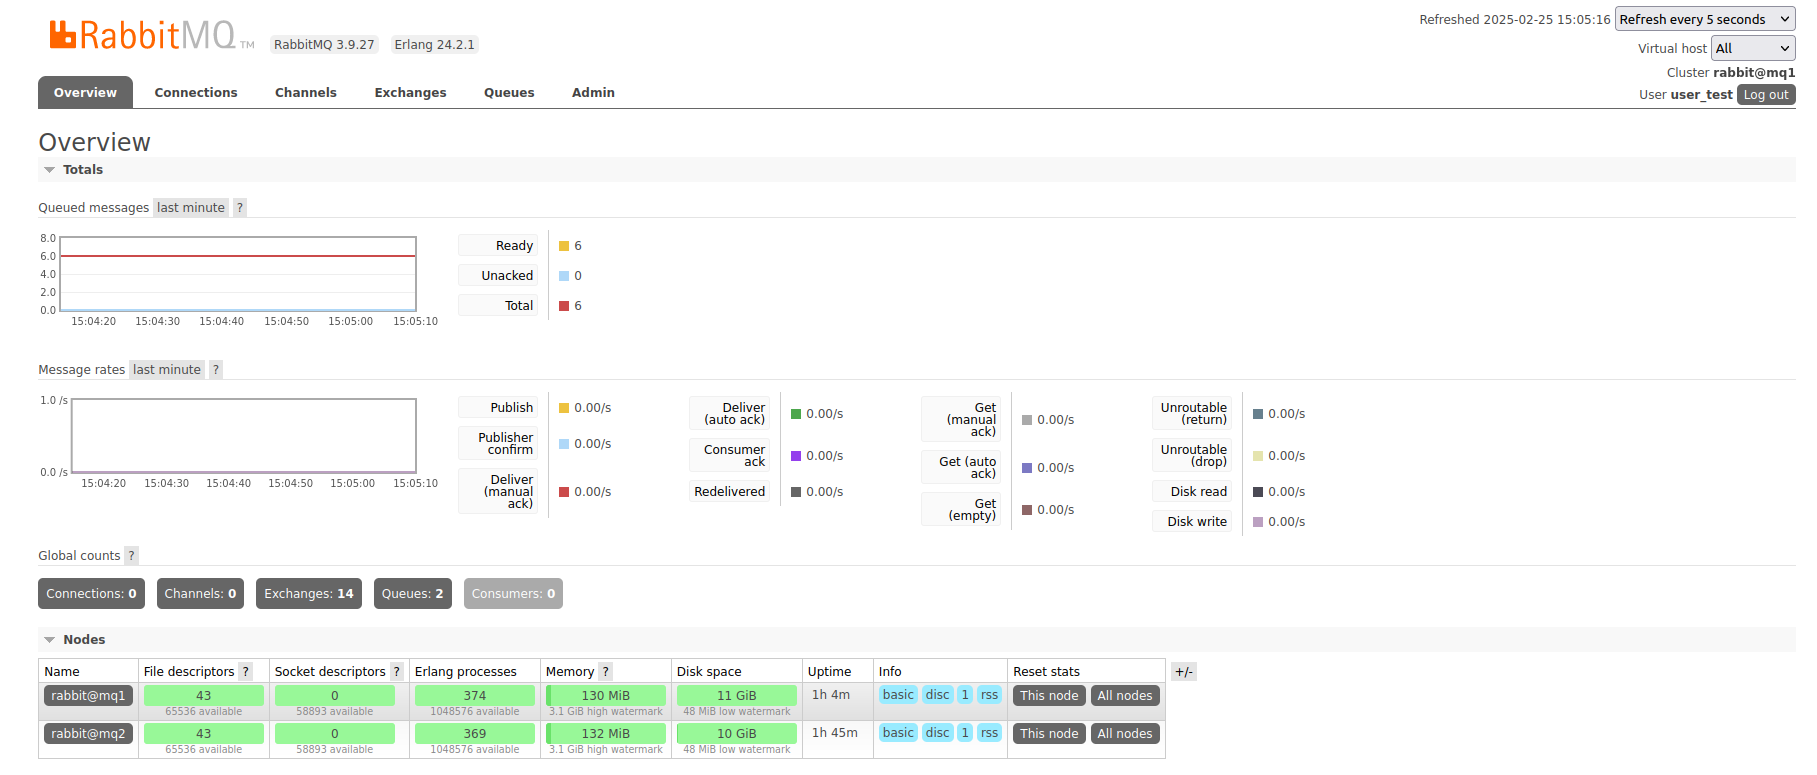 RabbitMQ TM RabbitMQ 3.9.27 Erlang 24.2.1
Refreshed 2025-02-25 15:05:16 Refresh every 5 seconds
Virtual host All
Cluster rabbit@mq1
User user_test Log out
Overview Connections Channels Exchanges Queues Admin
Overview
Totals
Queued messages last minute ?
8.0
6.0
4.0
2.0
0.0
15:04:20 15:04:30 15:04:40 15:04:50 15:05:00 15:05:10
Ready 6
Unacked 0
Total 6
Message rates last minute ?
1.0 /s
0.0 /s
15:04:20 15:04:30 15:04:40 15:04:50 15:05:00 15:05:10
Publish 0.00/s
Publisher
confirm 0.00/s
Deliver
(manual
ack) 0.00/s
Deliver
(auto ack) 0.00/s
Consumer
ack 0.00/s
Redelivered 0.00/s
Get
(manual
ack) 0.00/s
Get (auto
ack) 0.00/s
Get
(empty) 0.00/s
Unroutable
(return) 0.00/s
Unroutable
(drop) 0.00/s
Disk read 0.00/s
Disk write 0.00/s
Global counts ?
Connections: 0 Channels: 0 Exchanges: 14 Queues: 2 Consumers: 0
Nodes
Name File descriptors ? Socket descriptors ? Erlang processes Memory ? Disk space Uptime Info Reset stats +/-
rabbit@mq1 43 0 374 130 MiB 11 GiB 1h 4m basic disc 1 rss This node All nodes
65536 available 58893 available 1048576 available 3.1 GiB high watermark 48 MiB low watermark
rabbit@mq2 43 0 369 132 MiB 10 GiB 1h 45m basic disc 1 rss This node All nodes
65536 available 58893 available 1048576 available 3.1 GiB high watermark 48 MiB low watermark